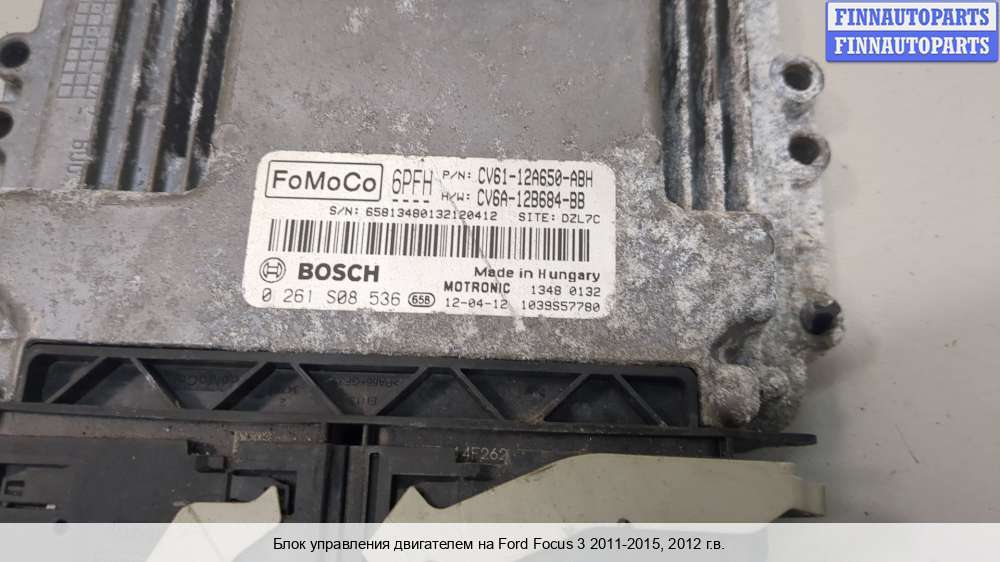 FINNAUTOPARTS
FINNAUTOPARTS
FoMoCo 6PFH P/N: CV61-12A650-ABH
---- H/W: CV6A-12B684-BB
S/N: 65813480132120412 SITE: DZL7C
BOSCH Made in Hungary
MOTRONIC 1348 0132
0 261 S08 536 658 12-04-12 1039S57780
14F262
Блок управления двигателем на Ford Focus 3 2011-2015, 2012 г.в.